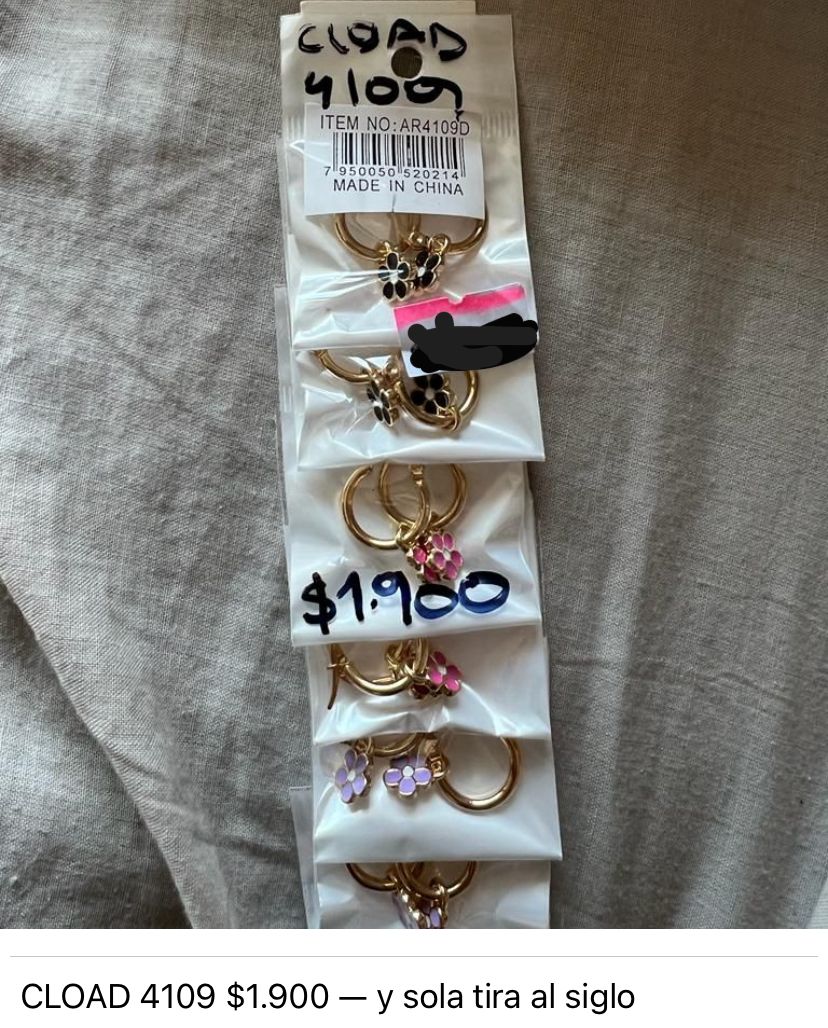 CLOAD
4109
ITEM NO:AR4109D
7 950050 520214
MADE IN CHINA
$1.900
CLOAD 4109 $1.900 — y sola tira al siglo